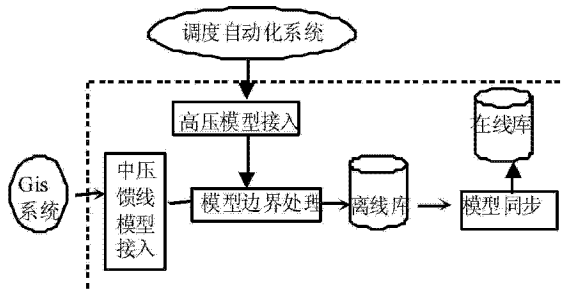 调度自动化系统
高压模型接入
在线库
Gis
系统
中压
馈线
模型
接入
模型边界处理
离线库
模型同步